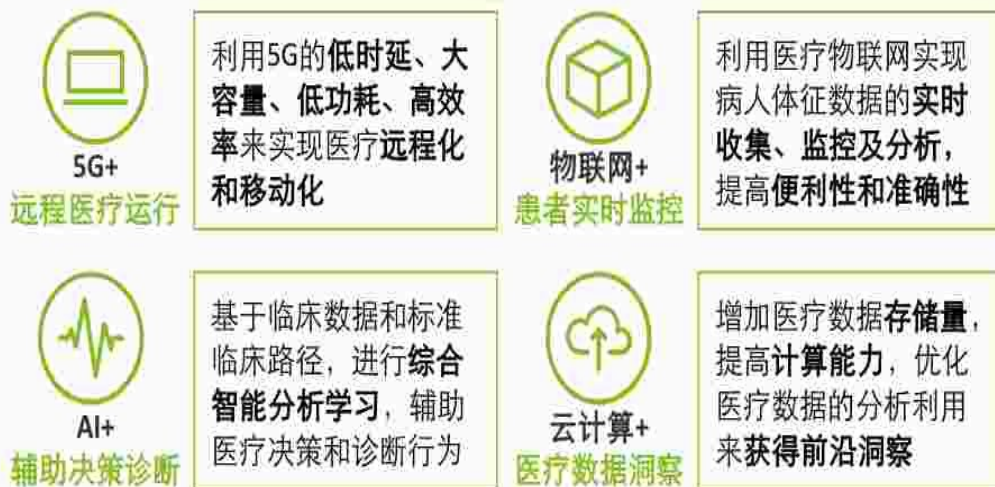 5G+
远程医疗运行
利用5G的低时延、大
容量、低功耗、高效
率来实现医疗远程化
和移动化
物联网+
患者实时监控
利用医疗物联网实现
病人体征数据的实时
收集、监控及分析，
提高便利性和准确性
AI+
辅助决策诊断
基于临床数据和标准
临床路径，进行综合
智能分析学习，辅助
医疗决策和诊断行为
云计算+
医疗数据洞察
增加医疗数据存储量，
提高计算能力，优化
医疗数据的分析利用
来获得前沿洞察